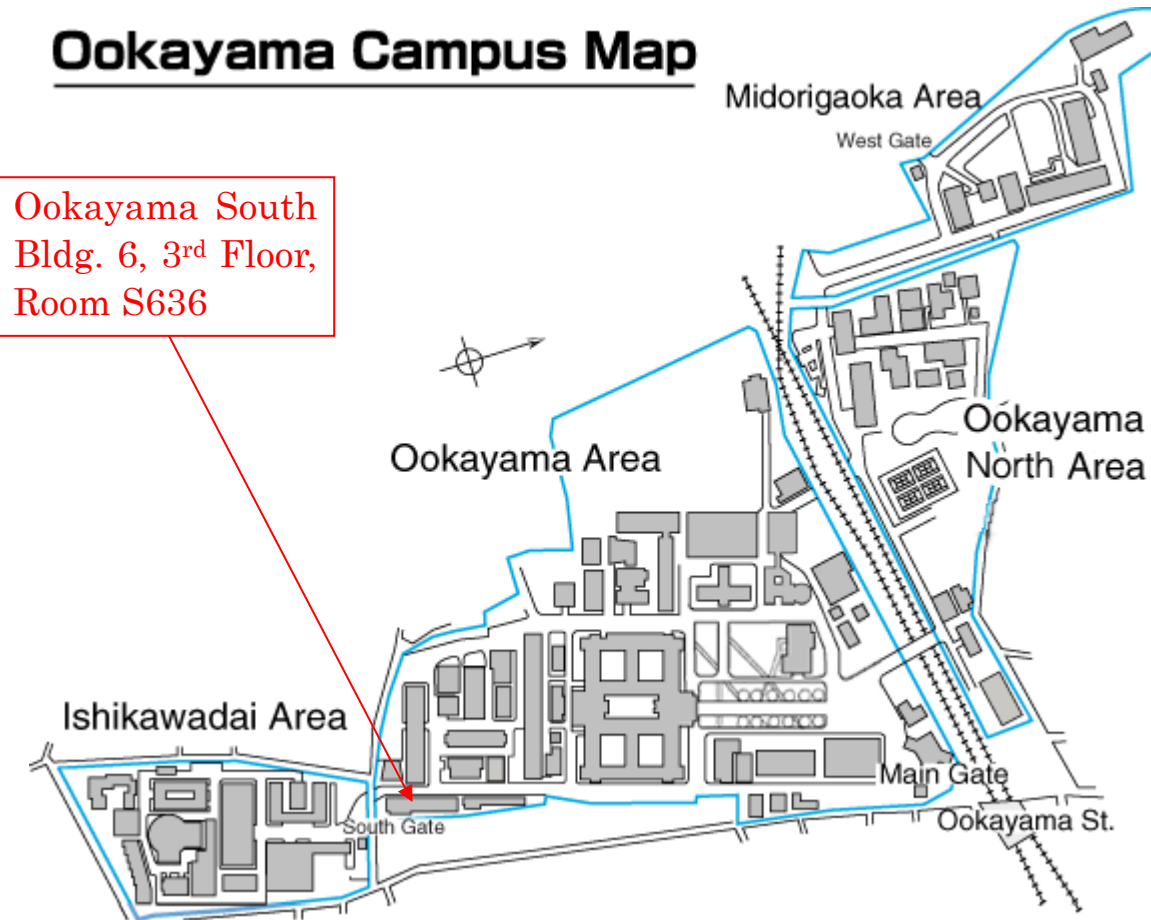 Ookayama Campus Map
Midorigaoka Area
West Gate
Ookayama South
Bldg. 6, 3rd Floor,
Room S636
Ookayama Area
Ookayama
North Area
Ishikawadai Area
Main Gate
South Gate
Ookayama St.